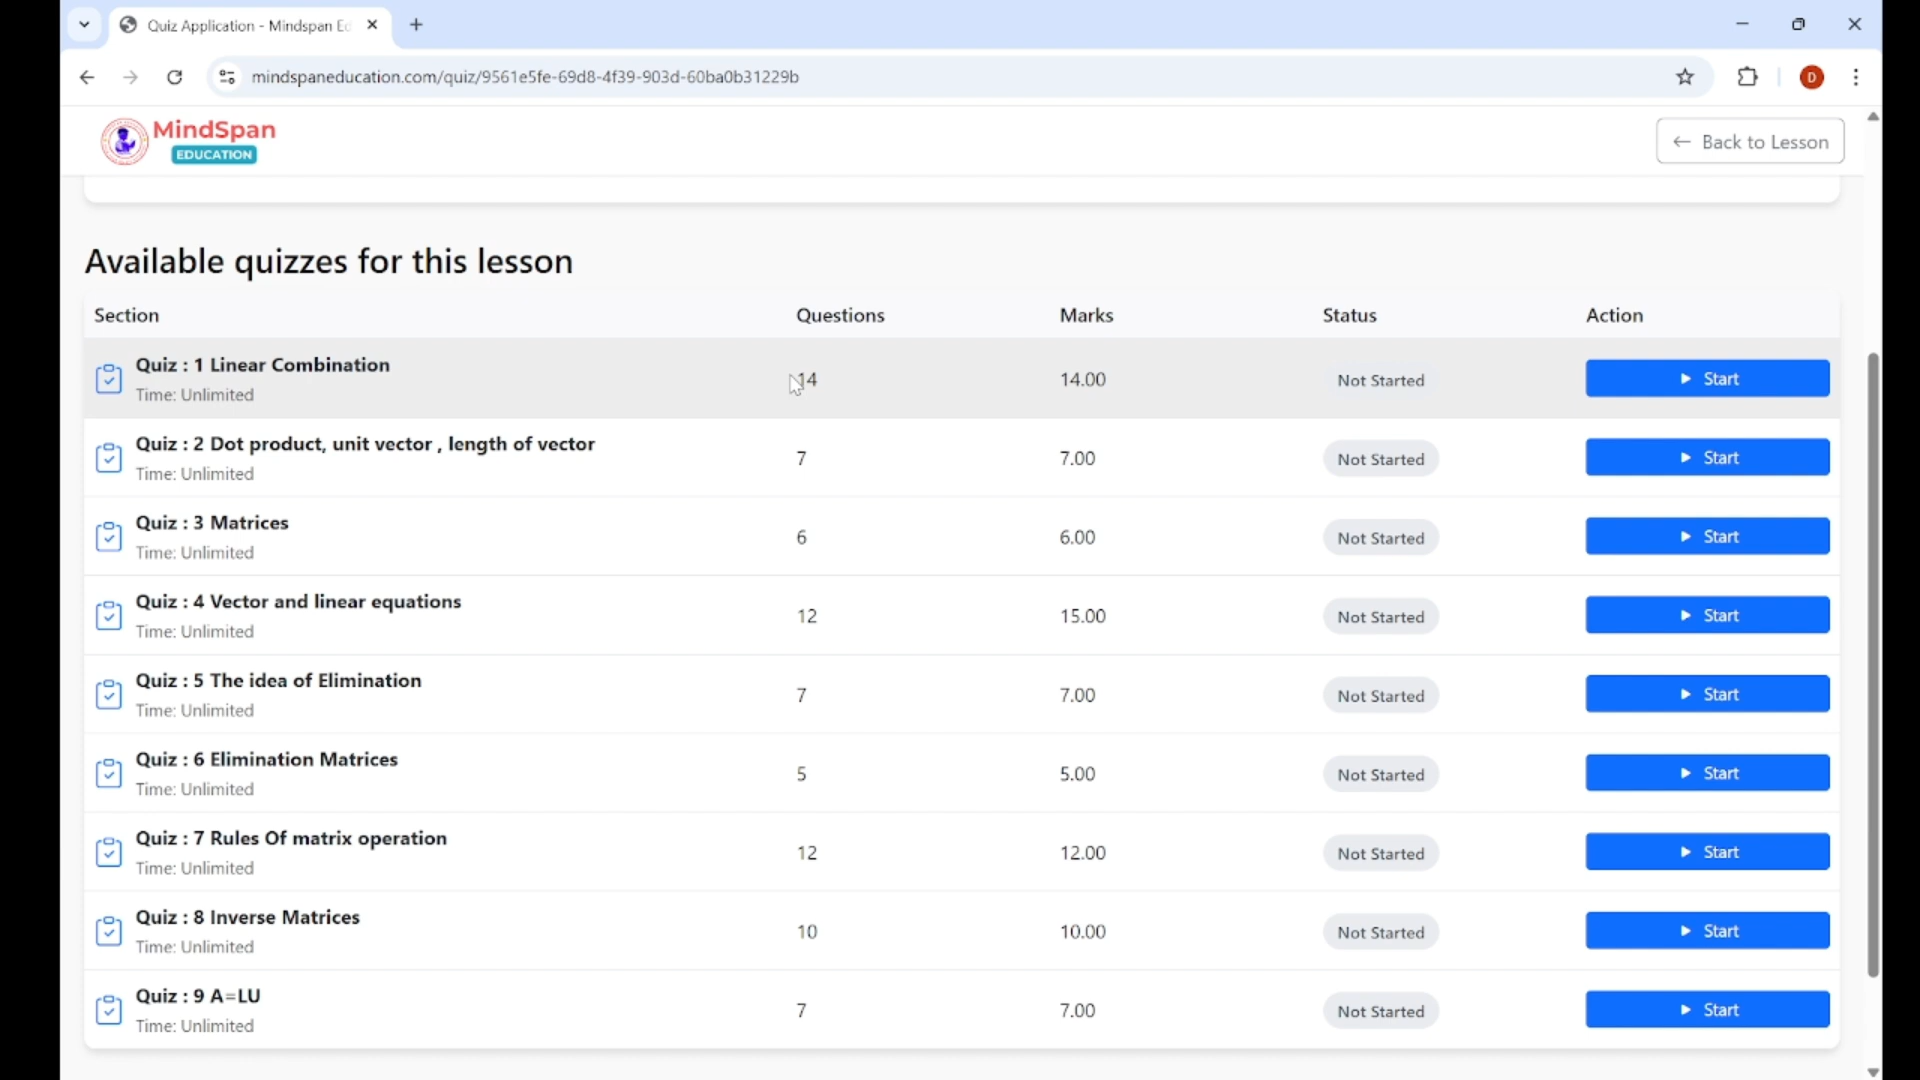 Quiz Application - Mindspan Ed
mindspaneducation.com/quiz/9561e5fe-69d8-4f39-903d-60ba0b31229b
D
MindSpan
EDUCATION
← Back to Lesson
Available quizzes for this lesson
Section Questions Marks Status Action
Quiz : 1 Linear Combination
Time: Unlimited
14 14.00 Not Started Start
Quiz : 2 Dot product, unit vector , length of vector
Time: Unlimited
7 7.00 Not Started Start
Quiz : 3 Matrices
Time: Unlimited
6 6.00 Not Started Start
Quiz : 4 Vector and linear equations
Time: Unlimited
12 15.00 Not Started Start
Quiz : 5 The idea of Elimination
Time: Unlimited
7 7.00 Not Started Start
Quiz : 6 Elimination Matrices
Time: Unlimited
5 5.00 Not Started Start
Quiz : 7 Rules Of matrix operation
Time: Unlimited
12 12.00 Not Started Start
Quiz : 8 Inverse Matrices
Time: Unlimited
10 10.00 Not Started Start
Quiz : 9 A=LU
Time: Unlimited
7 7.00 Not Started Start